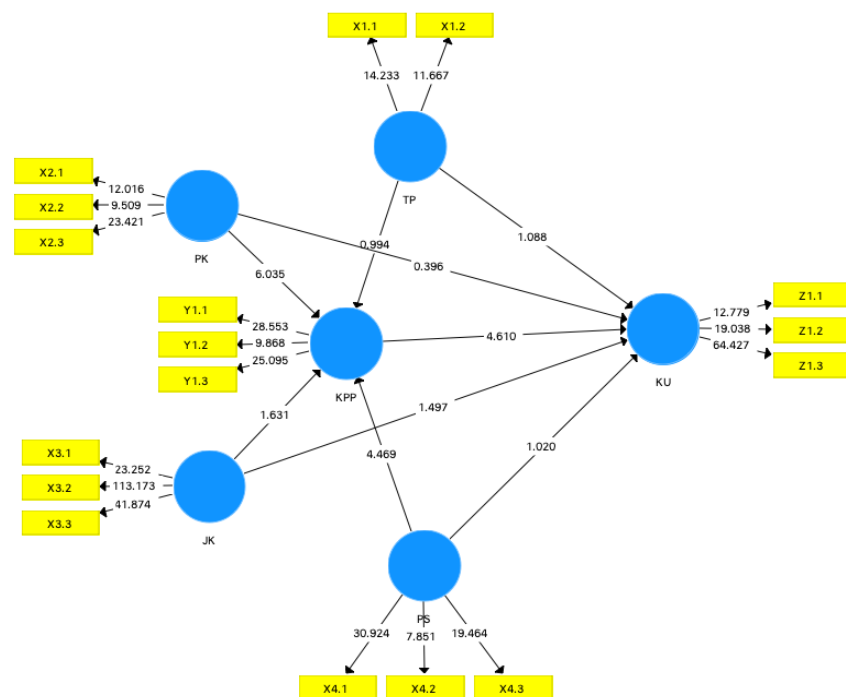 X1.1
X1.2
14.233
11.667
TP
X2.1
X2.2
X2.3
12.016
9.509
23.421
PK
0.994
0.396
1.088
6.035
Y1.1
Y1.2
Y1.3
28.553
9.868
25.095
KPP
4.610
Z1.1
Z1.2
Z1.3
12.779
19.038
64.427
KU
1.631
1.497
X3.1
X3.2
X3.3
23.252
113.173
41.874
JK
4.469
1.020
PS
30.924
7.851
19.464
X4.1
X4.2
X4.3